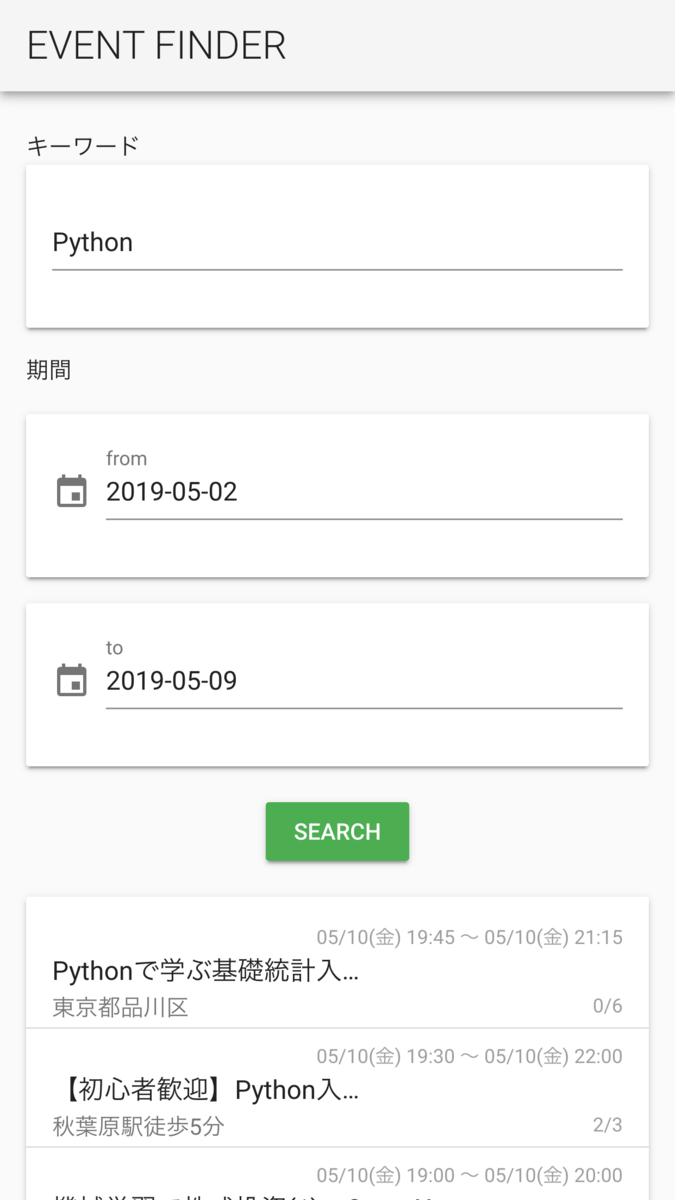 EVENT FINDER
キーワード
Python
期間
from
2019-05-02
to
2019-05-09
SEARCH
05/10(金) 19:45 〜 05/10(金) 21:15
Pythonで学ぶ基礎統計入...
東京都品川区 0/6
05/10(金) 19:30 〜 05/10(金) 22:00
【初心者歓迎】Python入...
秋葉原駅徒歩5分 2/3
05/10(金) 19:00 〜 05/10(金) 20:00